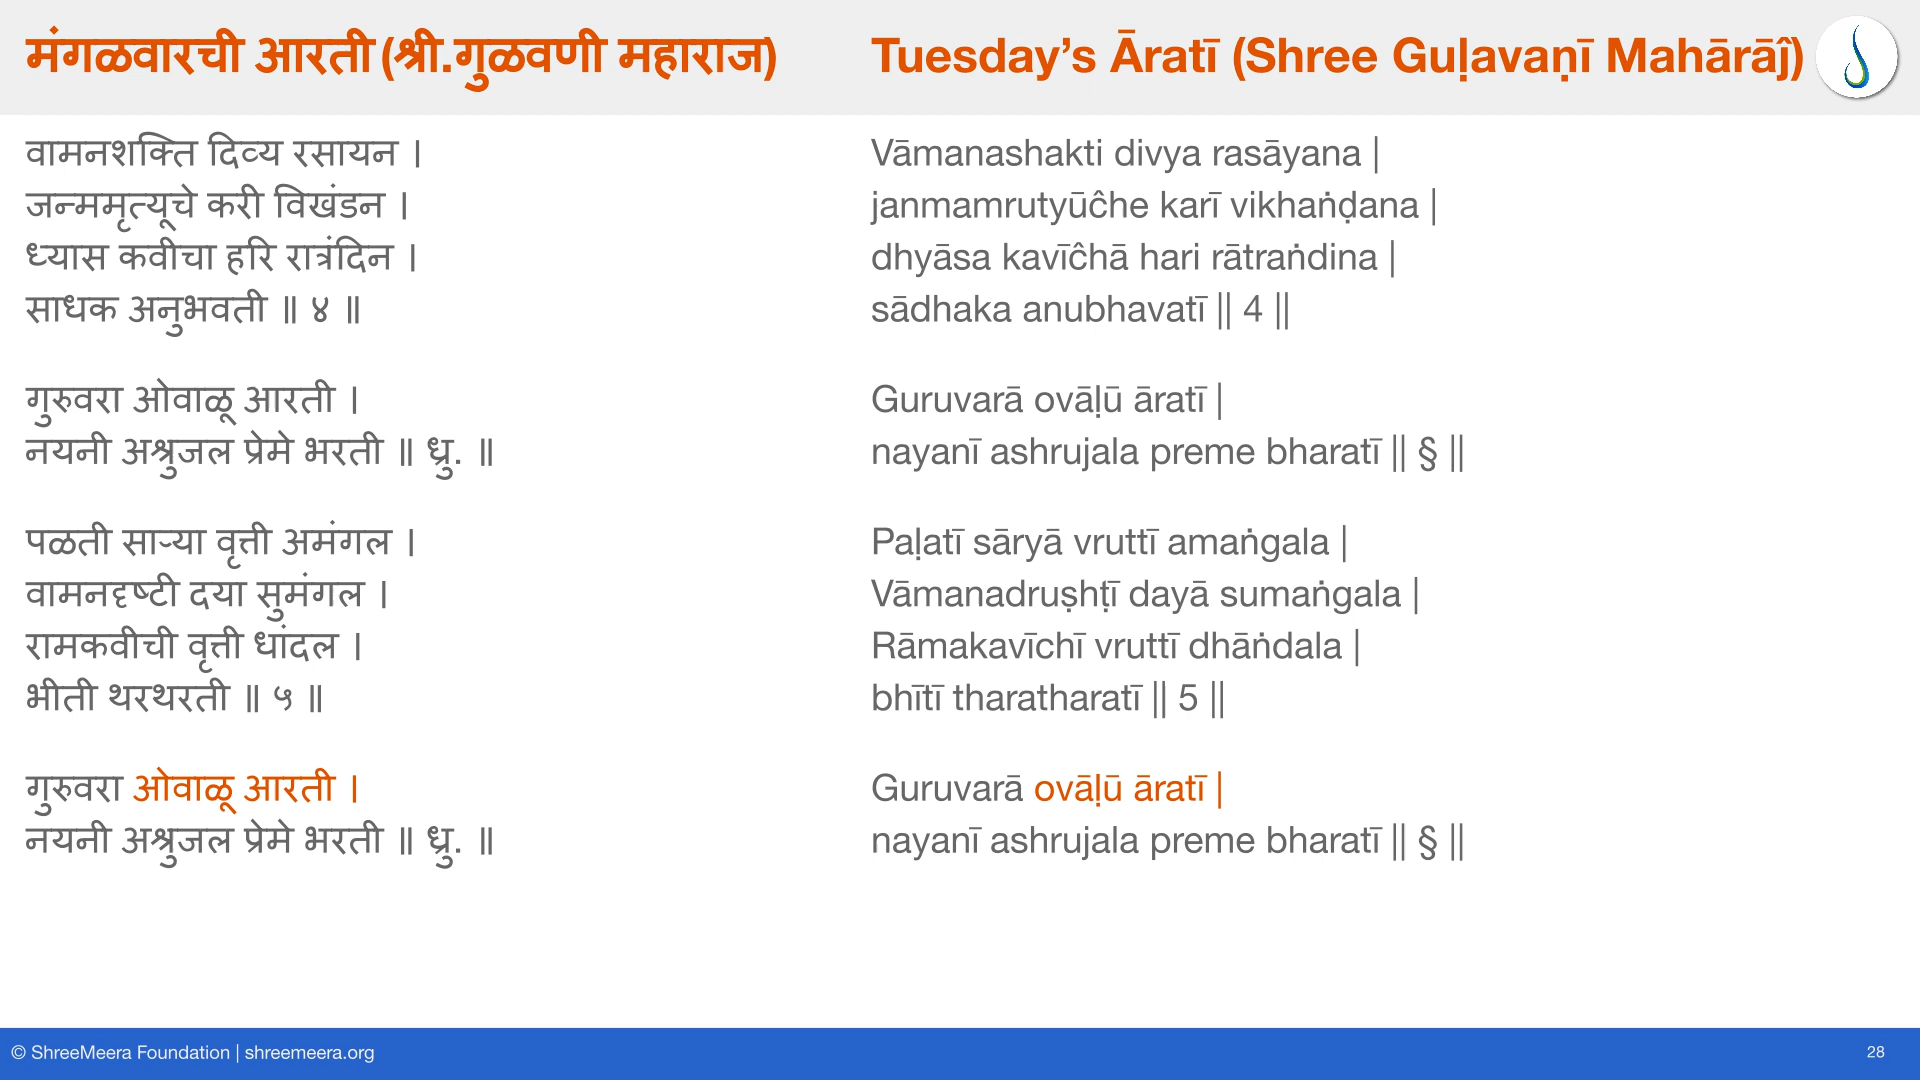 मंगळवारची आरती (श्री.गुळवणी महाराज)
वामनशक्ति दिव्य रसायन ।
जन्ममृत्यूचे करी विखंडन ।
ध्यास कवीचा हरि रात्रंदिन ।
साधक अनुभवती ॥ ४ ॥
गुरुवरा ओवाळू आरती ।
नयनी अश्रुजल प्रेमे भरती ॥ ध्रु. ॥
पळती साऱ्या वृत्ती अमंगल ।
वामनदृष्टी दया सुमंगल ।
रामकवीची वृत्ती धांदल ।
भीती थरथरती ॥ ५ ॥
गुरुवरा ओवाळू आरती ।
नयनी अश्रुजल प्रेमे भरती ॥ ध्रु. ॥
Tuesday’s Āratī (Shree Guḷavaṇī Mahārāĵ)
Vāmanashakti divya rasāyana |
janmamrutyūĉhe karī vikhaṅḍana |
dhyāsa kavīĉhā hari rātraṅdina |
sādhaka anubhavatī || 4 ||
Guruvarā ovāḷū āratī |
nayanī ashrujala preme bharatī || § ||
Paḷatī sāryā vruttī amaṅgala |
Vāmanadruṣhṭī dayā sumaṅgala |
Rāmakavīchī vruttī dhāṅdala |
bhītī tharatharatī || 5 ||
Guruvarā ovāḷū āratī |
nayanī ashrujala preme bharatī || § ||
© ShreeMeera Foundation | shreemeera.org
28